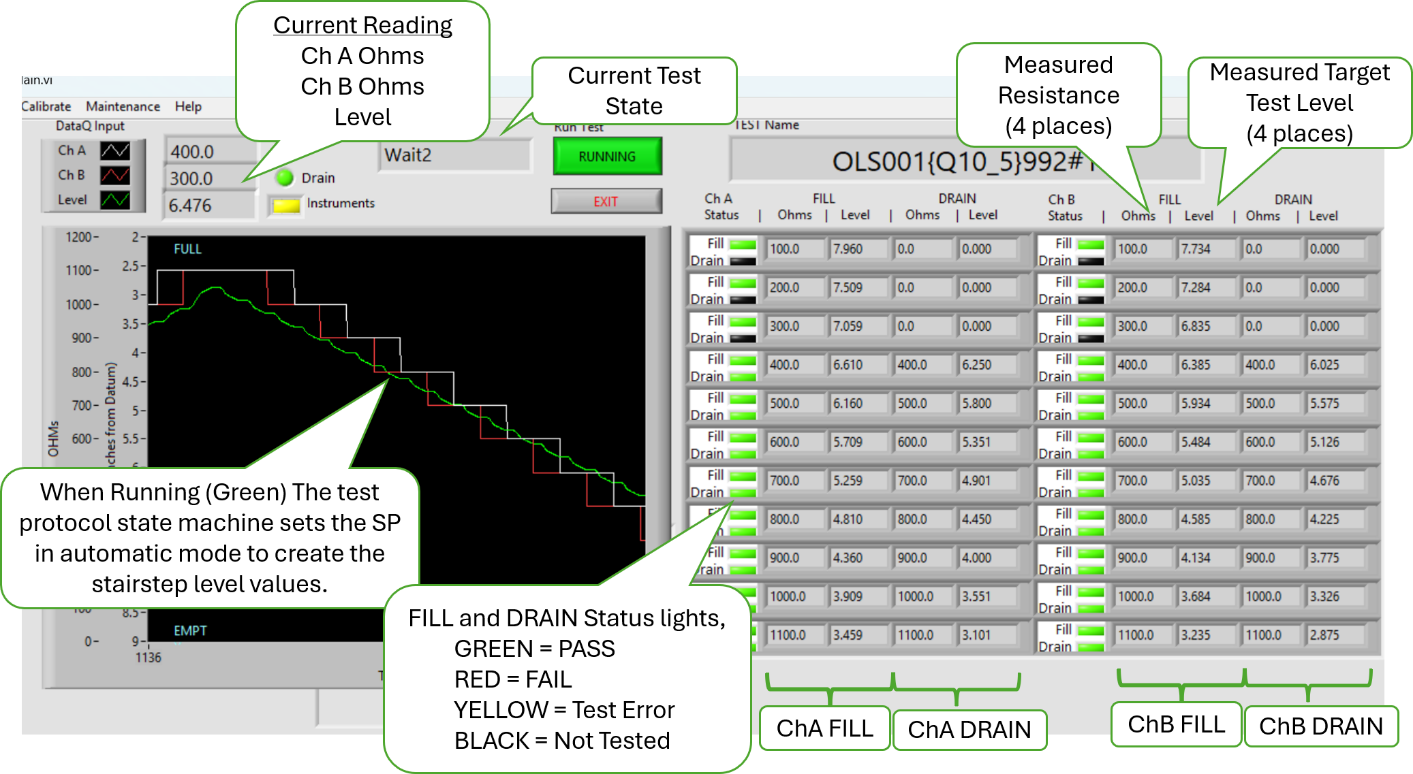 Current Reading
Ch A Ohms
Ch B Ohms
Level
Current Test
State
Measured
Resistance
(4 places)
Measured Target
Test Level
(4 places)
Calibrate Maintenance Help
DataQ Input
Ch A 400.0
Ch B 300.0
Level 6.476
Drain
Instruments
Wait2
Run Test
RUNNING
EXIT
TEST Name
OLS001{Q10_5}992#
Ch A FILL DRAIN
Status | Ohms | Level | Ohms | Level
Ch B FILL DRAIN
Status | Ohms | Level | Ohms | Level
Fill Drain 100.0 7.960 0.0 0.000
Fill Drain 200.0 7.509 0.0 0.000
Fill Drain 300.0 7.059 0.0 0.000
Fill Drain 400.0 6.610 400.0 6.250
Fill Drain 500.0 6.160 500.0 5.800
Fill Drain 600.0 5.709 600.0 5.351
Fill Drain 700.0 5.259 700.0 4.901
800.0 4.810 800.0 4.450
900.0 4.360 900.0 4.000
1000.0 3.909 1000.0 3.551
1100.0 3.459 1100.0 3.101
Fill Drain 100.0 7.734 0.0 0.000
Fill Drain 200.0 7.284 0.0 0.000
Fill Drain 300.0 6.835 0.0 0.000
Fill Drain 400.0 6.385 400.0 6.025
Fill Drain 500.0 5.934 500.0 5.575
Fill Drain 600.0 5.484 600.0 5.126
Fill Drain 700.0 5.035 700.0 4.676
Fill Drain 800.0 4.585 800.0 4.225
Fill Drain 900.0 4.134 900.0 3.775
Fill Drain 1000.0 3.684 1000.0 3.326
Fill Drain 1100.0 3.235 1100.0 2.875
1200-
1100-
1000-
900-
800-
700-
600-
0-
OHMs
2-
2.5-
3-
3.5-
4-
4.5-
5-
5.5-
8.5-
9-
from Datum)
FULL
EMPT
1136
When Running (Green) The test
protocol state machine sets the SP
in automatic mode to create the
stairstep level values.
FILL and DRAIN Status lights,
GREEN = PASS
RED = FAIL
YELLOW = Test Error
BLACK = Not Tested
ChA FILL
ChA DRAIN
ChB FILL
ChB DRAIN